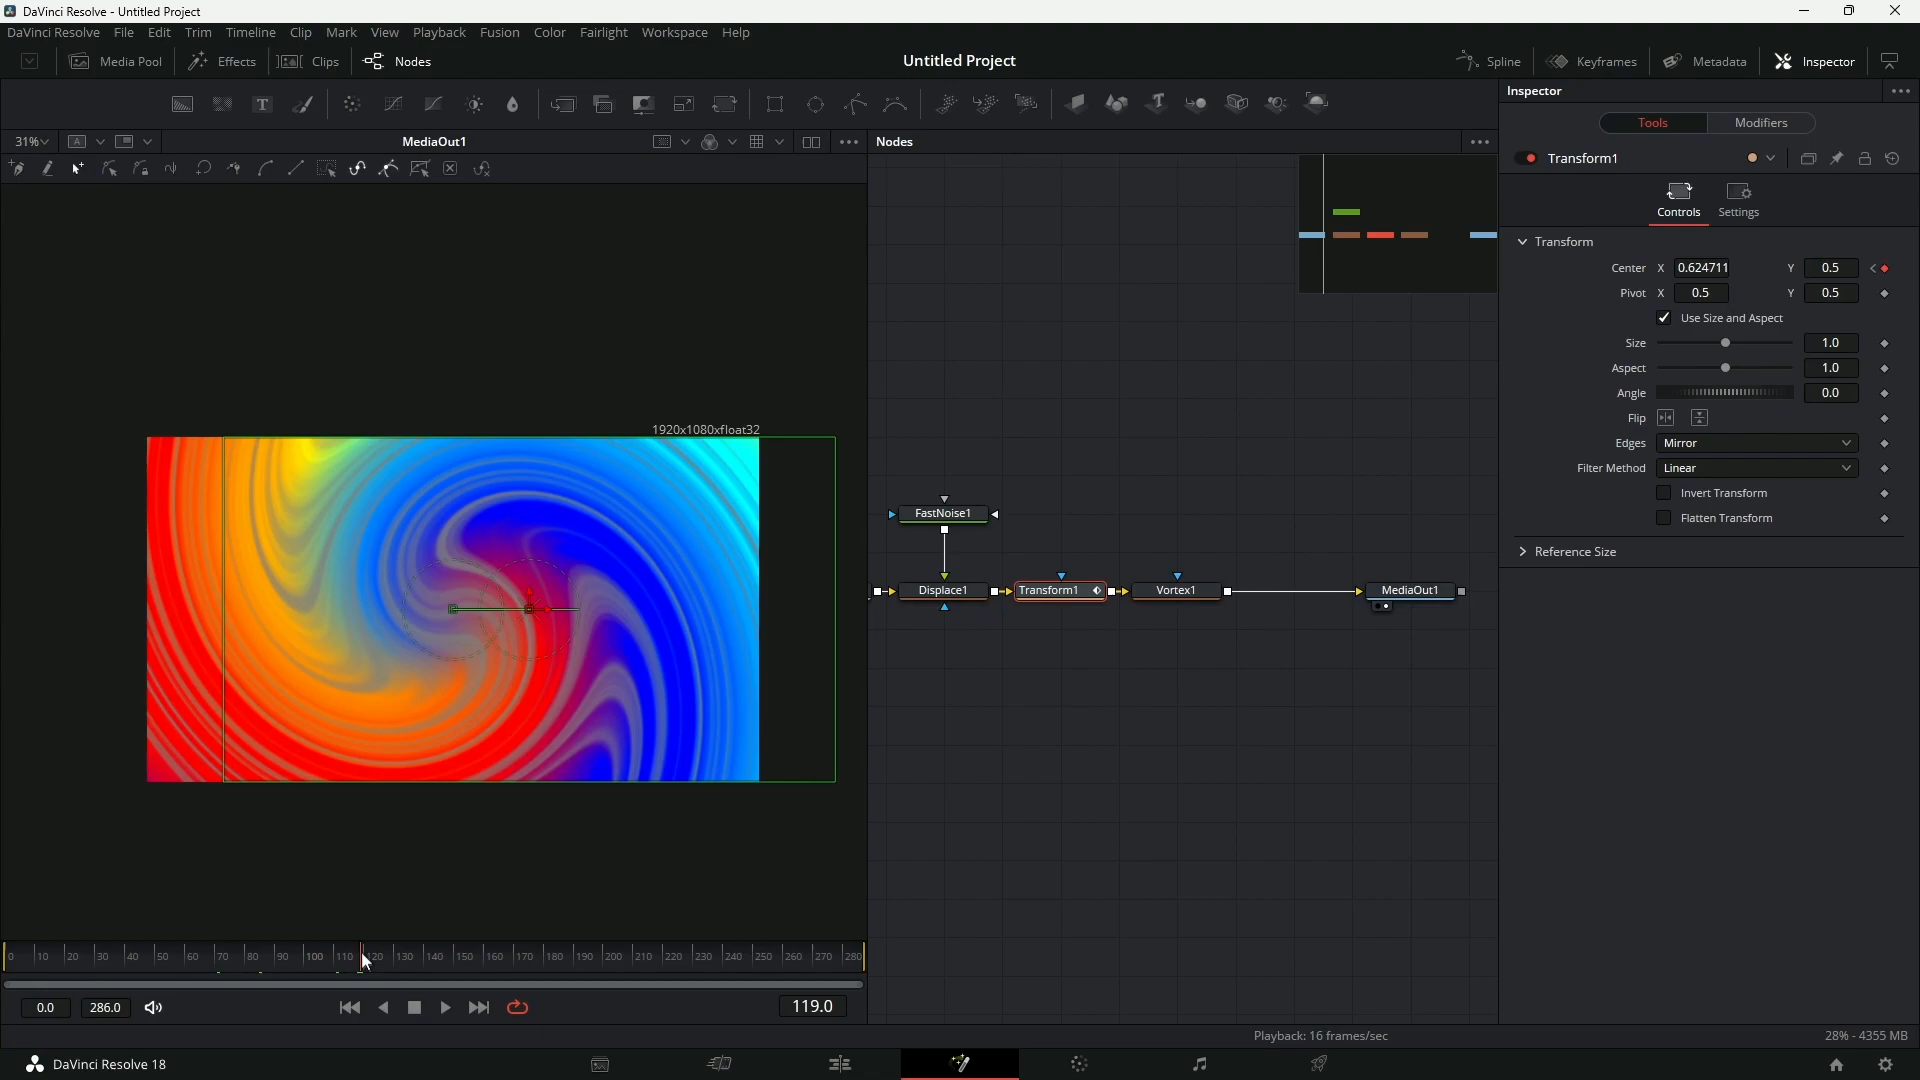 DaVinci Resolve - Untitled Project
DaVinci Resolve File Edit Trim Timeline Clip Mark View Playback Fusion Color Fairlight Workspace Help
Media Pool Effects Clips Nodes Untitled Project Spline Keyframes Metadata Inspector
T T
Inspector
31% A MediaOut1 Nodes
Tools Modifiers
Transform1
Controls Settings
Transform
Center X 0.624711 Y 0.5
Pivot X 0.5 Y 0.5
Use Size and Aspect
Size 1.0
Aspect 1.0
Angle 0.0
Flip
Edges Mirror
Filter Method Linear
Invert Transform
Flatten Transform
Reference Size
1920x1080xfloat32
FastNoise1
Displace1 Transform1 Vortex1 MediaOut1
0 10 20 30 40 50 60 70 80 90 100 110 120 130 140 150 160 170 180 190 200 210 220 230 240 250 260 270 280
0.0 286.0 119.0
Playback: 16 frames/sec 28% - 4355 MB
DaVinci Resolve 18